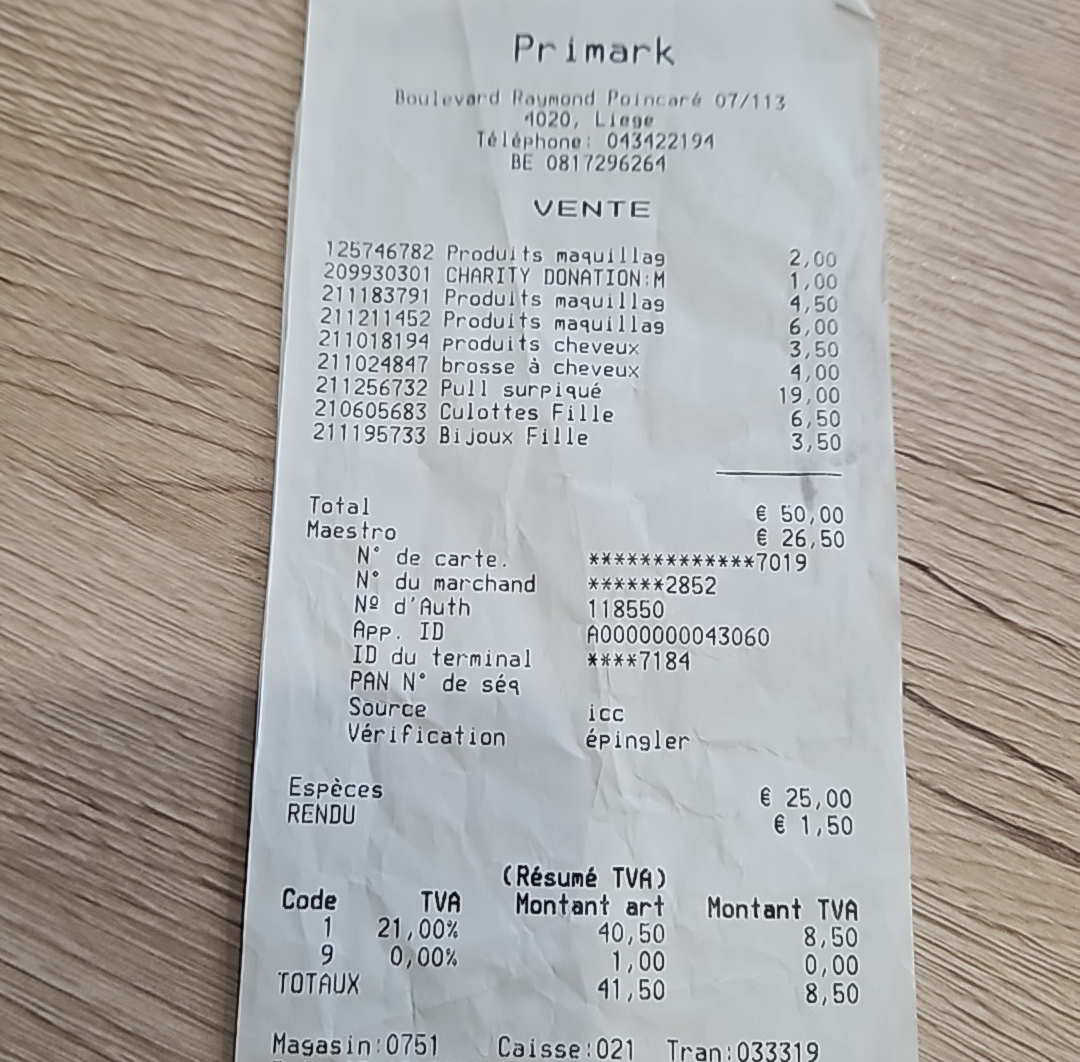 Primark
Boulevard Raymond Poincaré 07/113
4020, Liege
Téléphone: 043422194
BE 0817296264
VENTE
125746782 Produits maquillag 2,00
209930301 CHARITY DONATION:M 1,00
211183791 Produits maquillag 4,50
211211452 Produits maquillag 6,00
211018194 produits cheveux 3,50
211024847 brosse à cheveux 4,00
211256732 Pull surpiqué 19,00
210605683 Culottes Fille 6,50
211195733 Bijoux Fille 3,50
Total € 50,00
Maestro € 26,50
N° de carte. *************7019
N° du marchand ******2852
Nº d'Auth 118550
App. ID A0000000043060
ID du terminal ****7184
PAN N° de séq
Source icc
Vérification épingler
Espèces € 25,00
RENDU € 1,50
(Résumé TVA)
Code TVA Montant art Montant TVA
1 21,00% 40,50 8,50
9 0,00% 1,00 0,00
TOTAUX 41,50 8,50
Magasin:0751 Caisse:021 Tran:033319